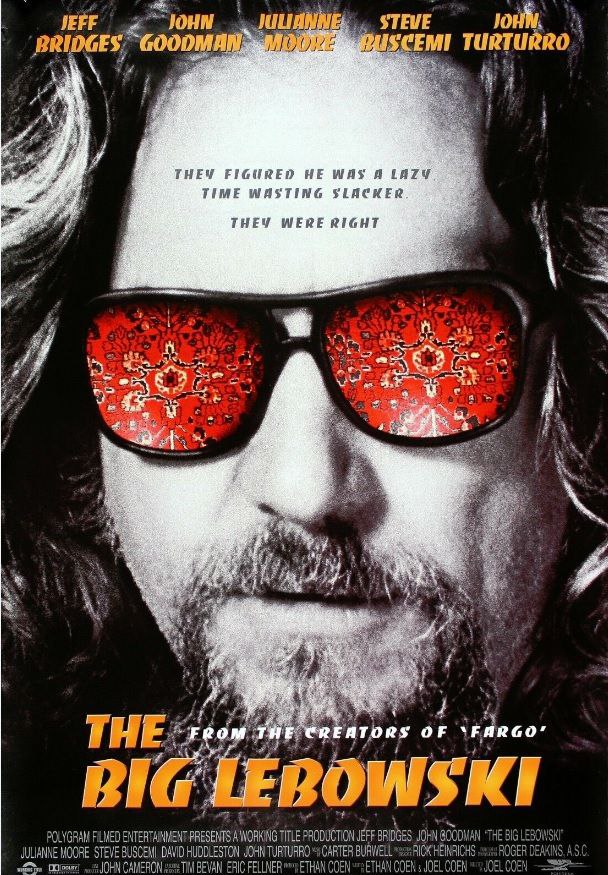 JEFF BRIDGES JOHN GOODMAN JULIANNE MOORE STEVE BUSCEMI JOHN TURTURRO
THEY FIGURED HE WAS A LAZY
TIME WASTING SLACKER.
THEY WERE RIGHT
THE
FROM THE CREATORS OF 'FARGO'
BIG LEBOWSKI
POLYGRAM FILMED ENTERTAINMENT PRESENTS A WORKING TITLE PRODUCTION JEFF BRIDGES JOHN GOODMAN "THE BIG LEBOWSKI"
JULIANNE MOORE STEVE BUSCEMI DAVID HUDDLESTON JOHN TURTURRO CARTER BURWELL RICK HEINRICHS ROGER DEAKINS, A.S.C.
JOHN CAMERON TIM BEVAN ERIC FELLNER ETHAN COEN ETHAN COEN & JOEL COEN JOEL COEN